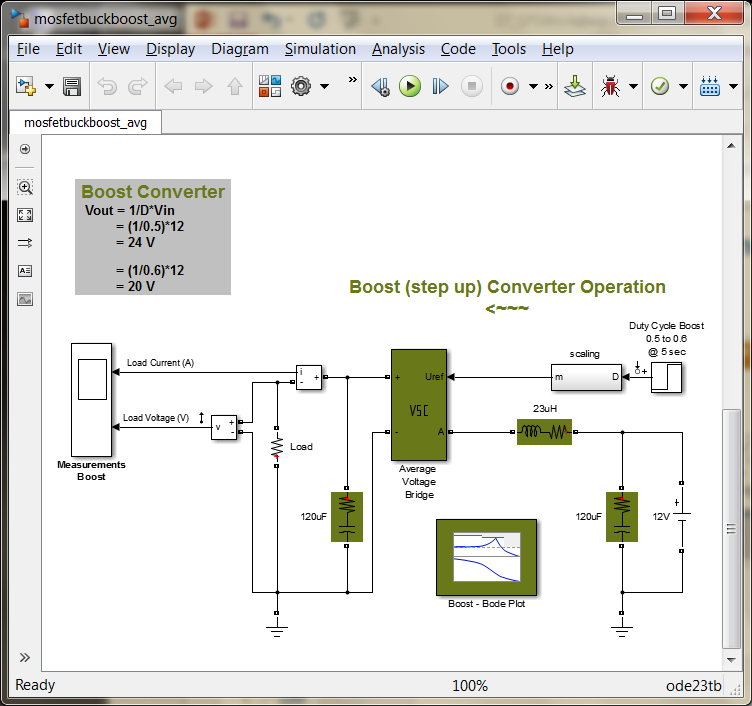 mosfetbuckboost_avg
File Edit View Display Diagram Simulation Analysis Code Tools Help
mosfetbuckboost_avg
Boost Converter
Vout = 1/D*Vin
= (1/0.5)*12
= 24 V
= (1/0.6)*12
= 20 V
Boost (step up) Converter Operation
<~~~
Duty Cycle Boost
0.5 to 0.6
@ 5 sec
scaling
Load Current (A)
i
+
-
+
Uref
m
D
+
23uH
VSC
Load Voltage (V)
v
+
-
-
A
Load
Measurements
Boost
Average
Voltage
Bridge
120uF
120uF
12V
+
Boost - Bode Plot
Ready
100%
ode23tb